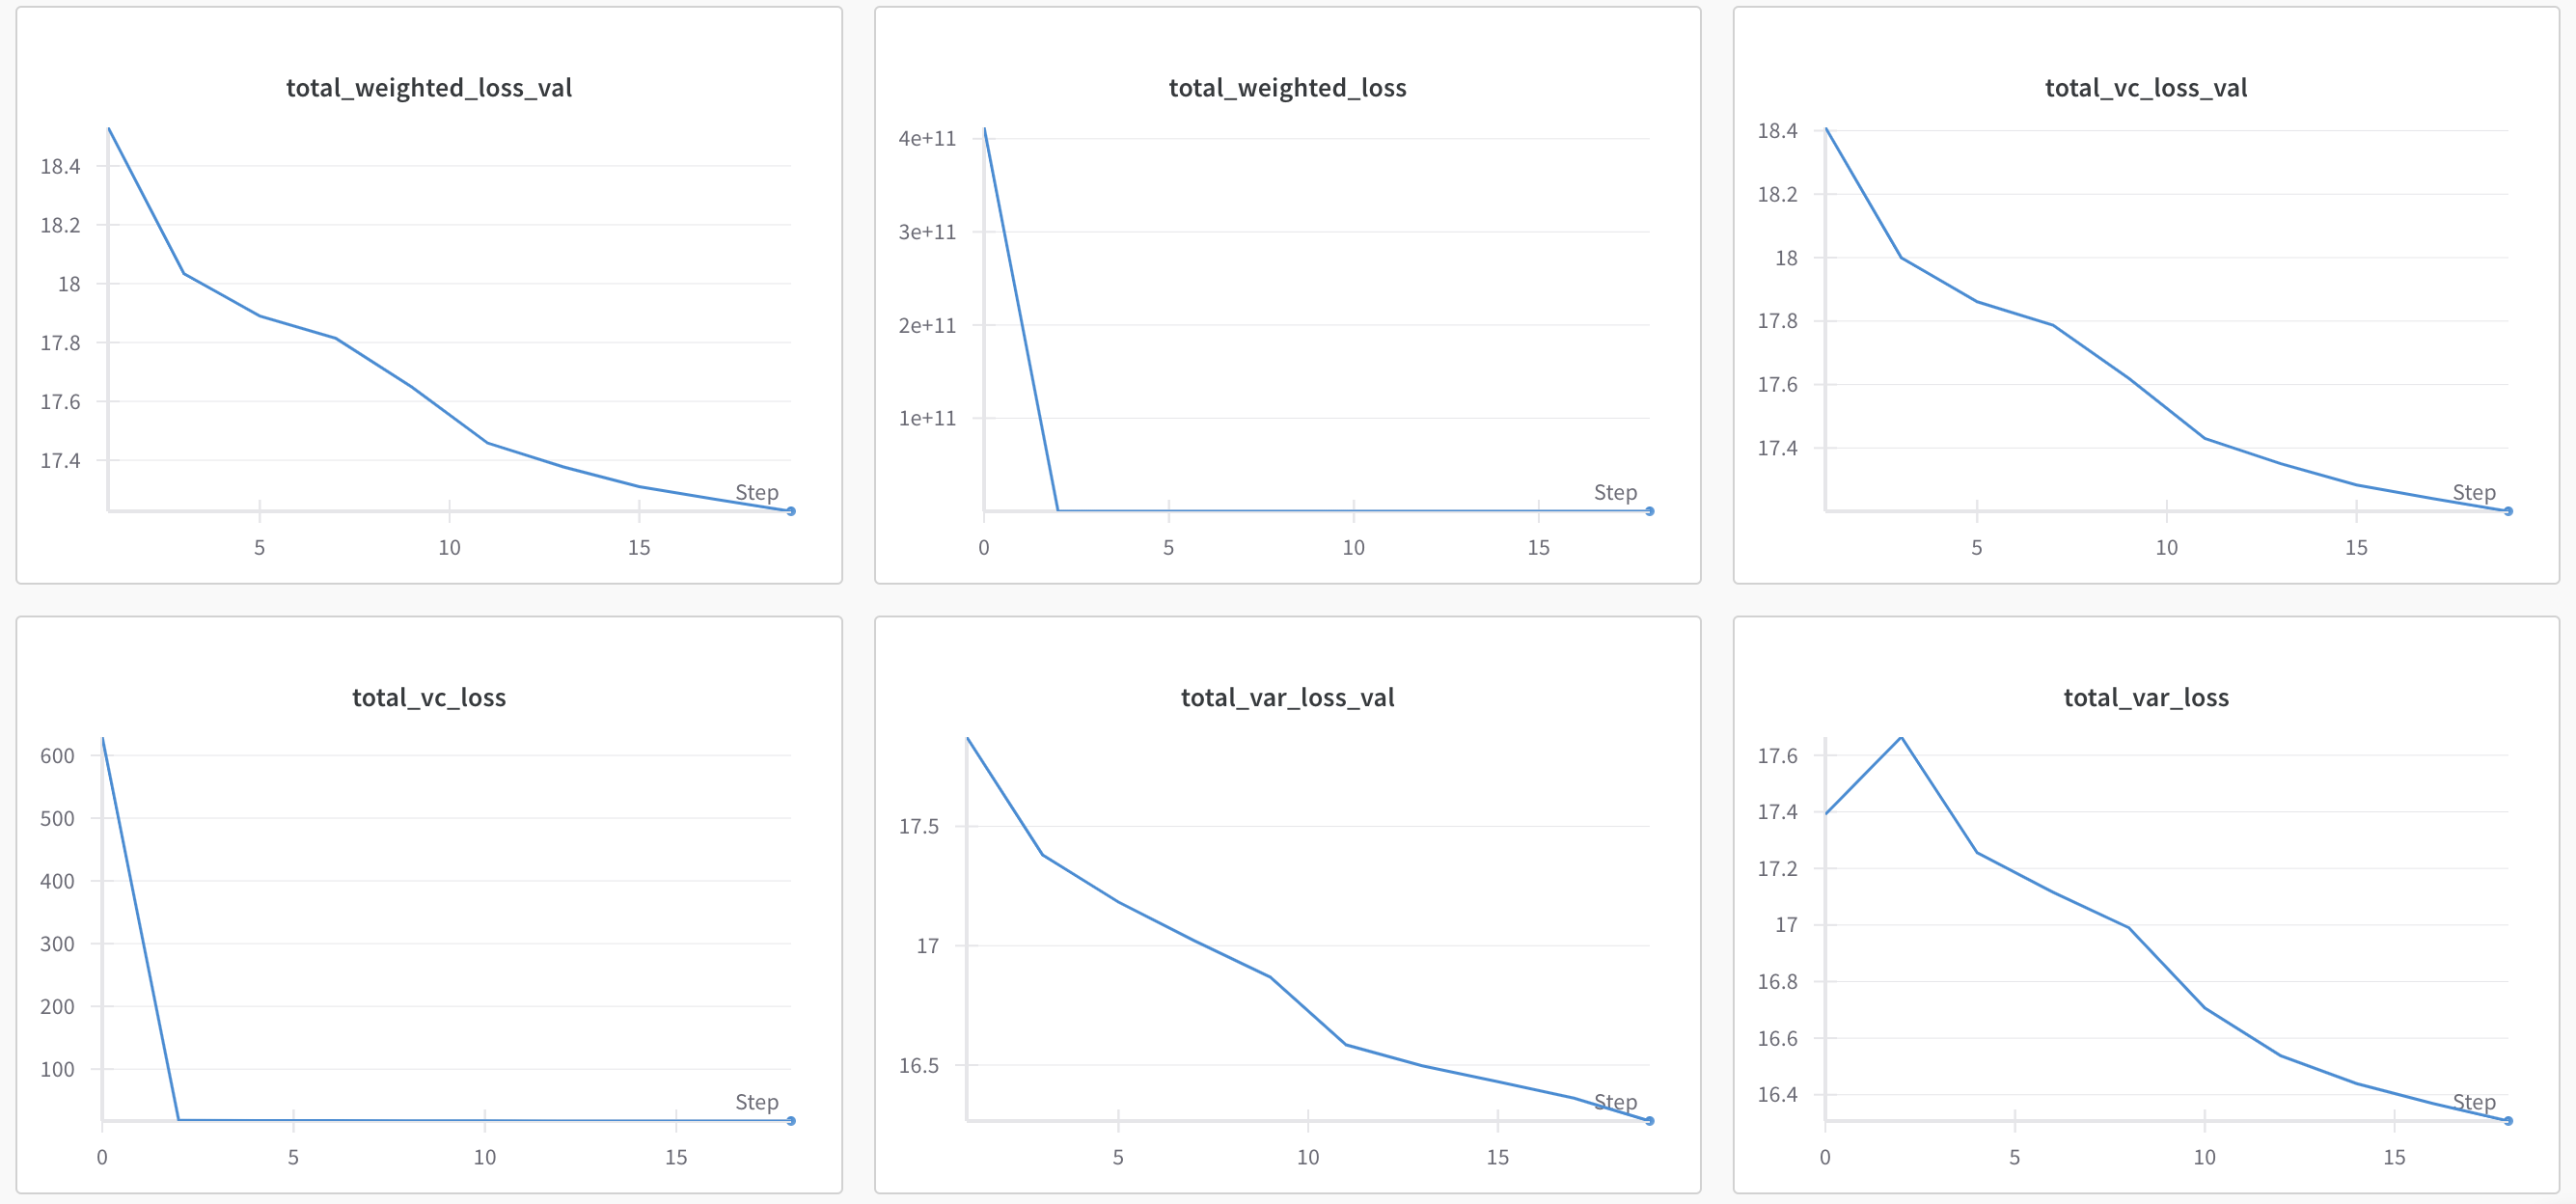 total_weighted_loss_val
18.4
18.2
18
17.8
17.6
17.4
Step
5 10 15
total_weighted_loss
4e+11
3e+11
2e+11
1e+11
Step
0 5 10 15
total_vc_loss_val
18.4
18.2
18
17.8
17.6
17.4
Step
5 10 15
total_vc_loss
600
500
400
300
200
100
Step
0 5 10 15
total_var_loss_val
17.5
17
16.5
Step
5 10 15
total_var_loss
17.6
17.4
17.2
17
16.8
16.6
16.4
Step
0 5 10 15